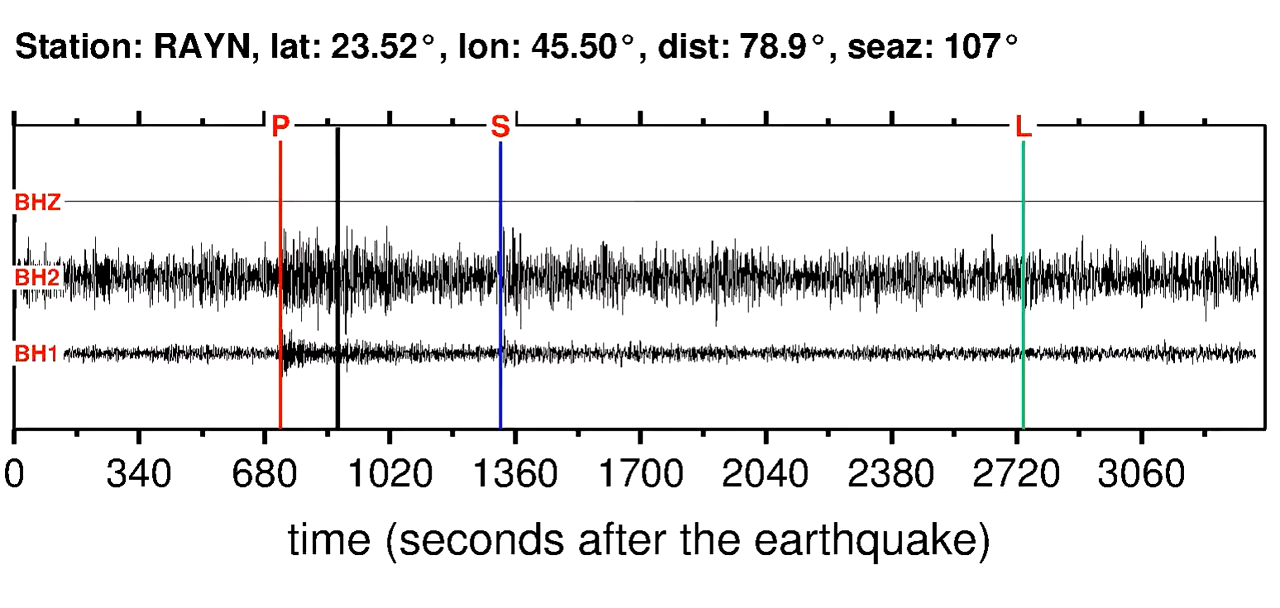 Station: RAYN, lat: 23.52°, lon: 45.50°, dist: 78.9°, seaz: 107°
P S L
BHZ
BH2
BH1
0 340 680 1020 1360 1700 2040 2380 2720 3060
time (seconds after the earthquake)